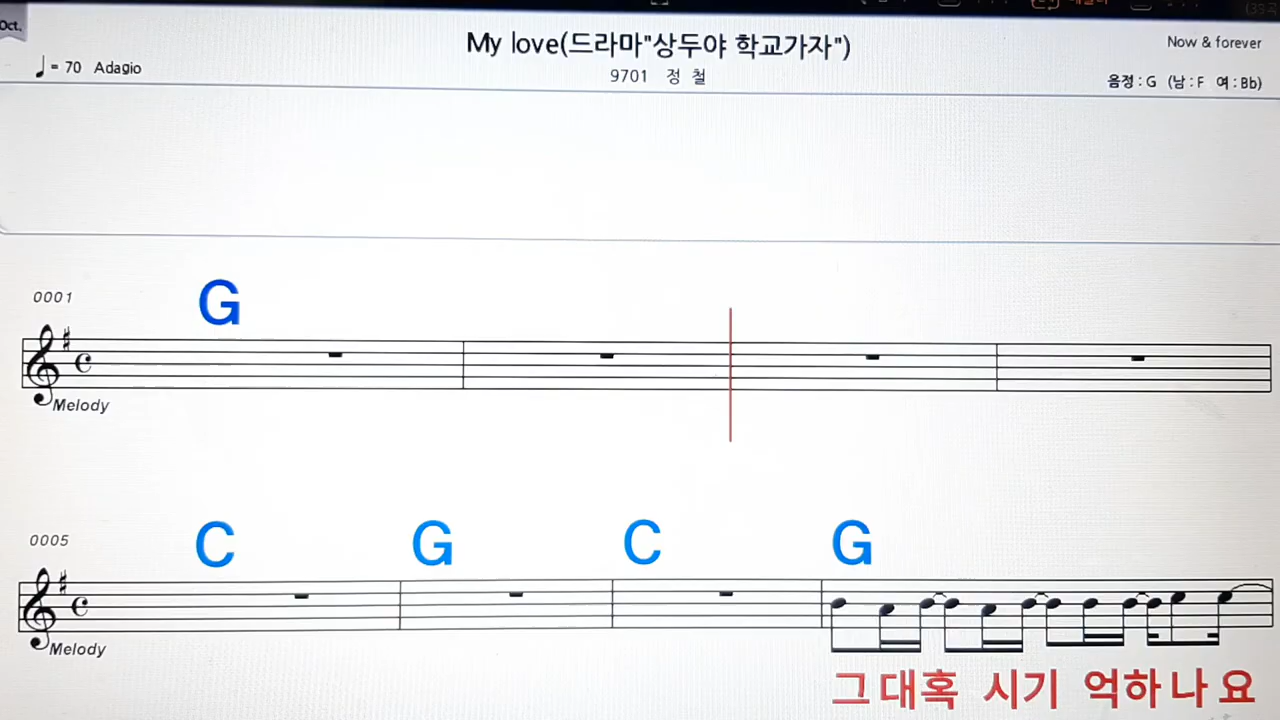 Oct.
My love(드라마"상두야 학교가자")
Now & forever
♩= 70 Adagio
9701 정 철
음정 : G (남 : F 여 : Bb)
0001
G
Melody
0005
C G C G
Melody
그대혹 시기 억하나요